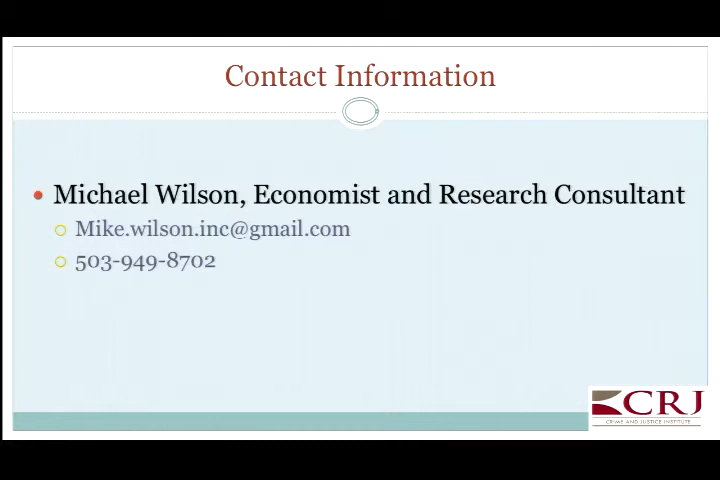 Contact Information
Michael Wilson, Economist and Research Consultant
Mike.wilson.inc@gmail.com
503-949-8702
CRJ
CRIME AND JUSTICE INSTITUTE